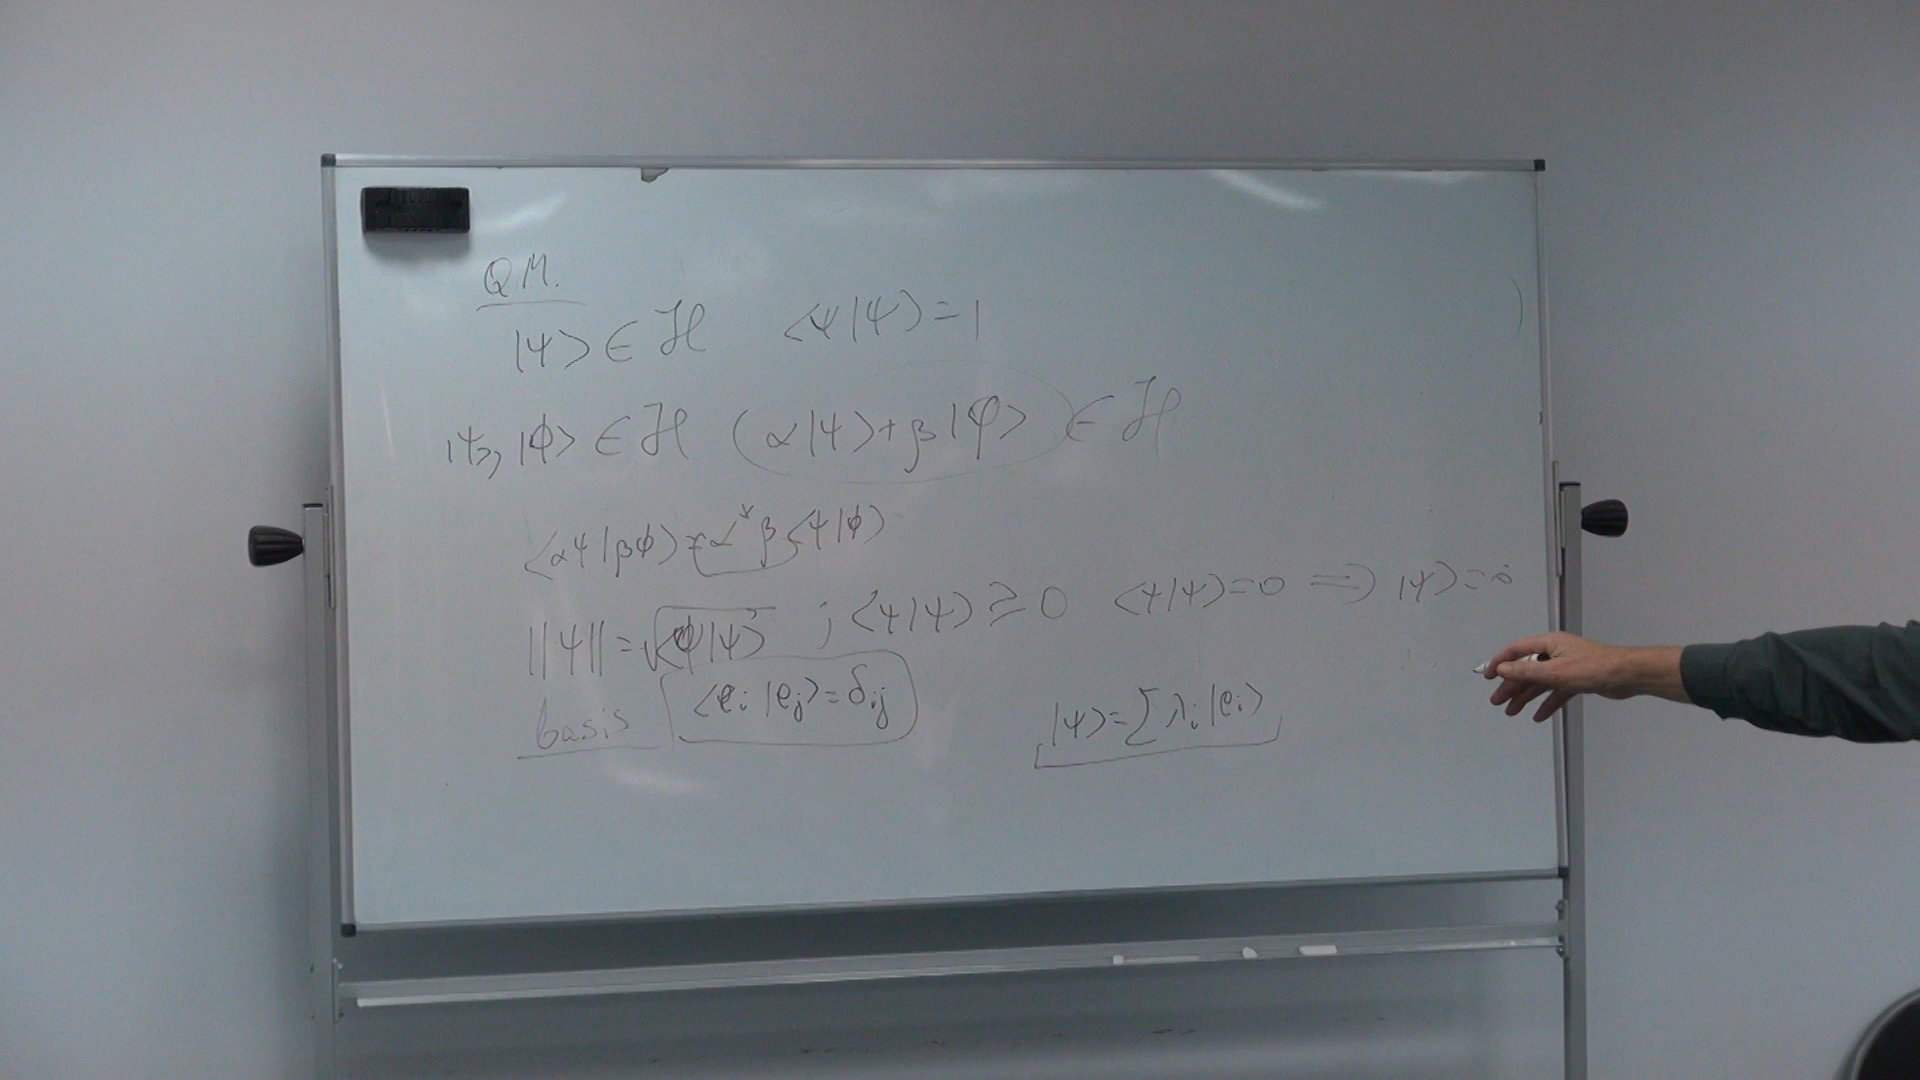 QM.
|ψ> ∈ ℋ <ψ|ψ> = 1
|ψ>, |ϕ> ∈ ℋ (α|ψ> + β|φ>) ∈ ℋ
<αψ|βϕ> = α* β <ψ|ϕ>
||ψ|| = √<ψ|ψ> ; <ψ|ψ> ≥ 0 <ψ|ψ> = 0 ⇒ |ψ> = 0
basis <e_i|e_j> = δ_ij |ψ> = Σ λ_i |e_i>